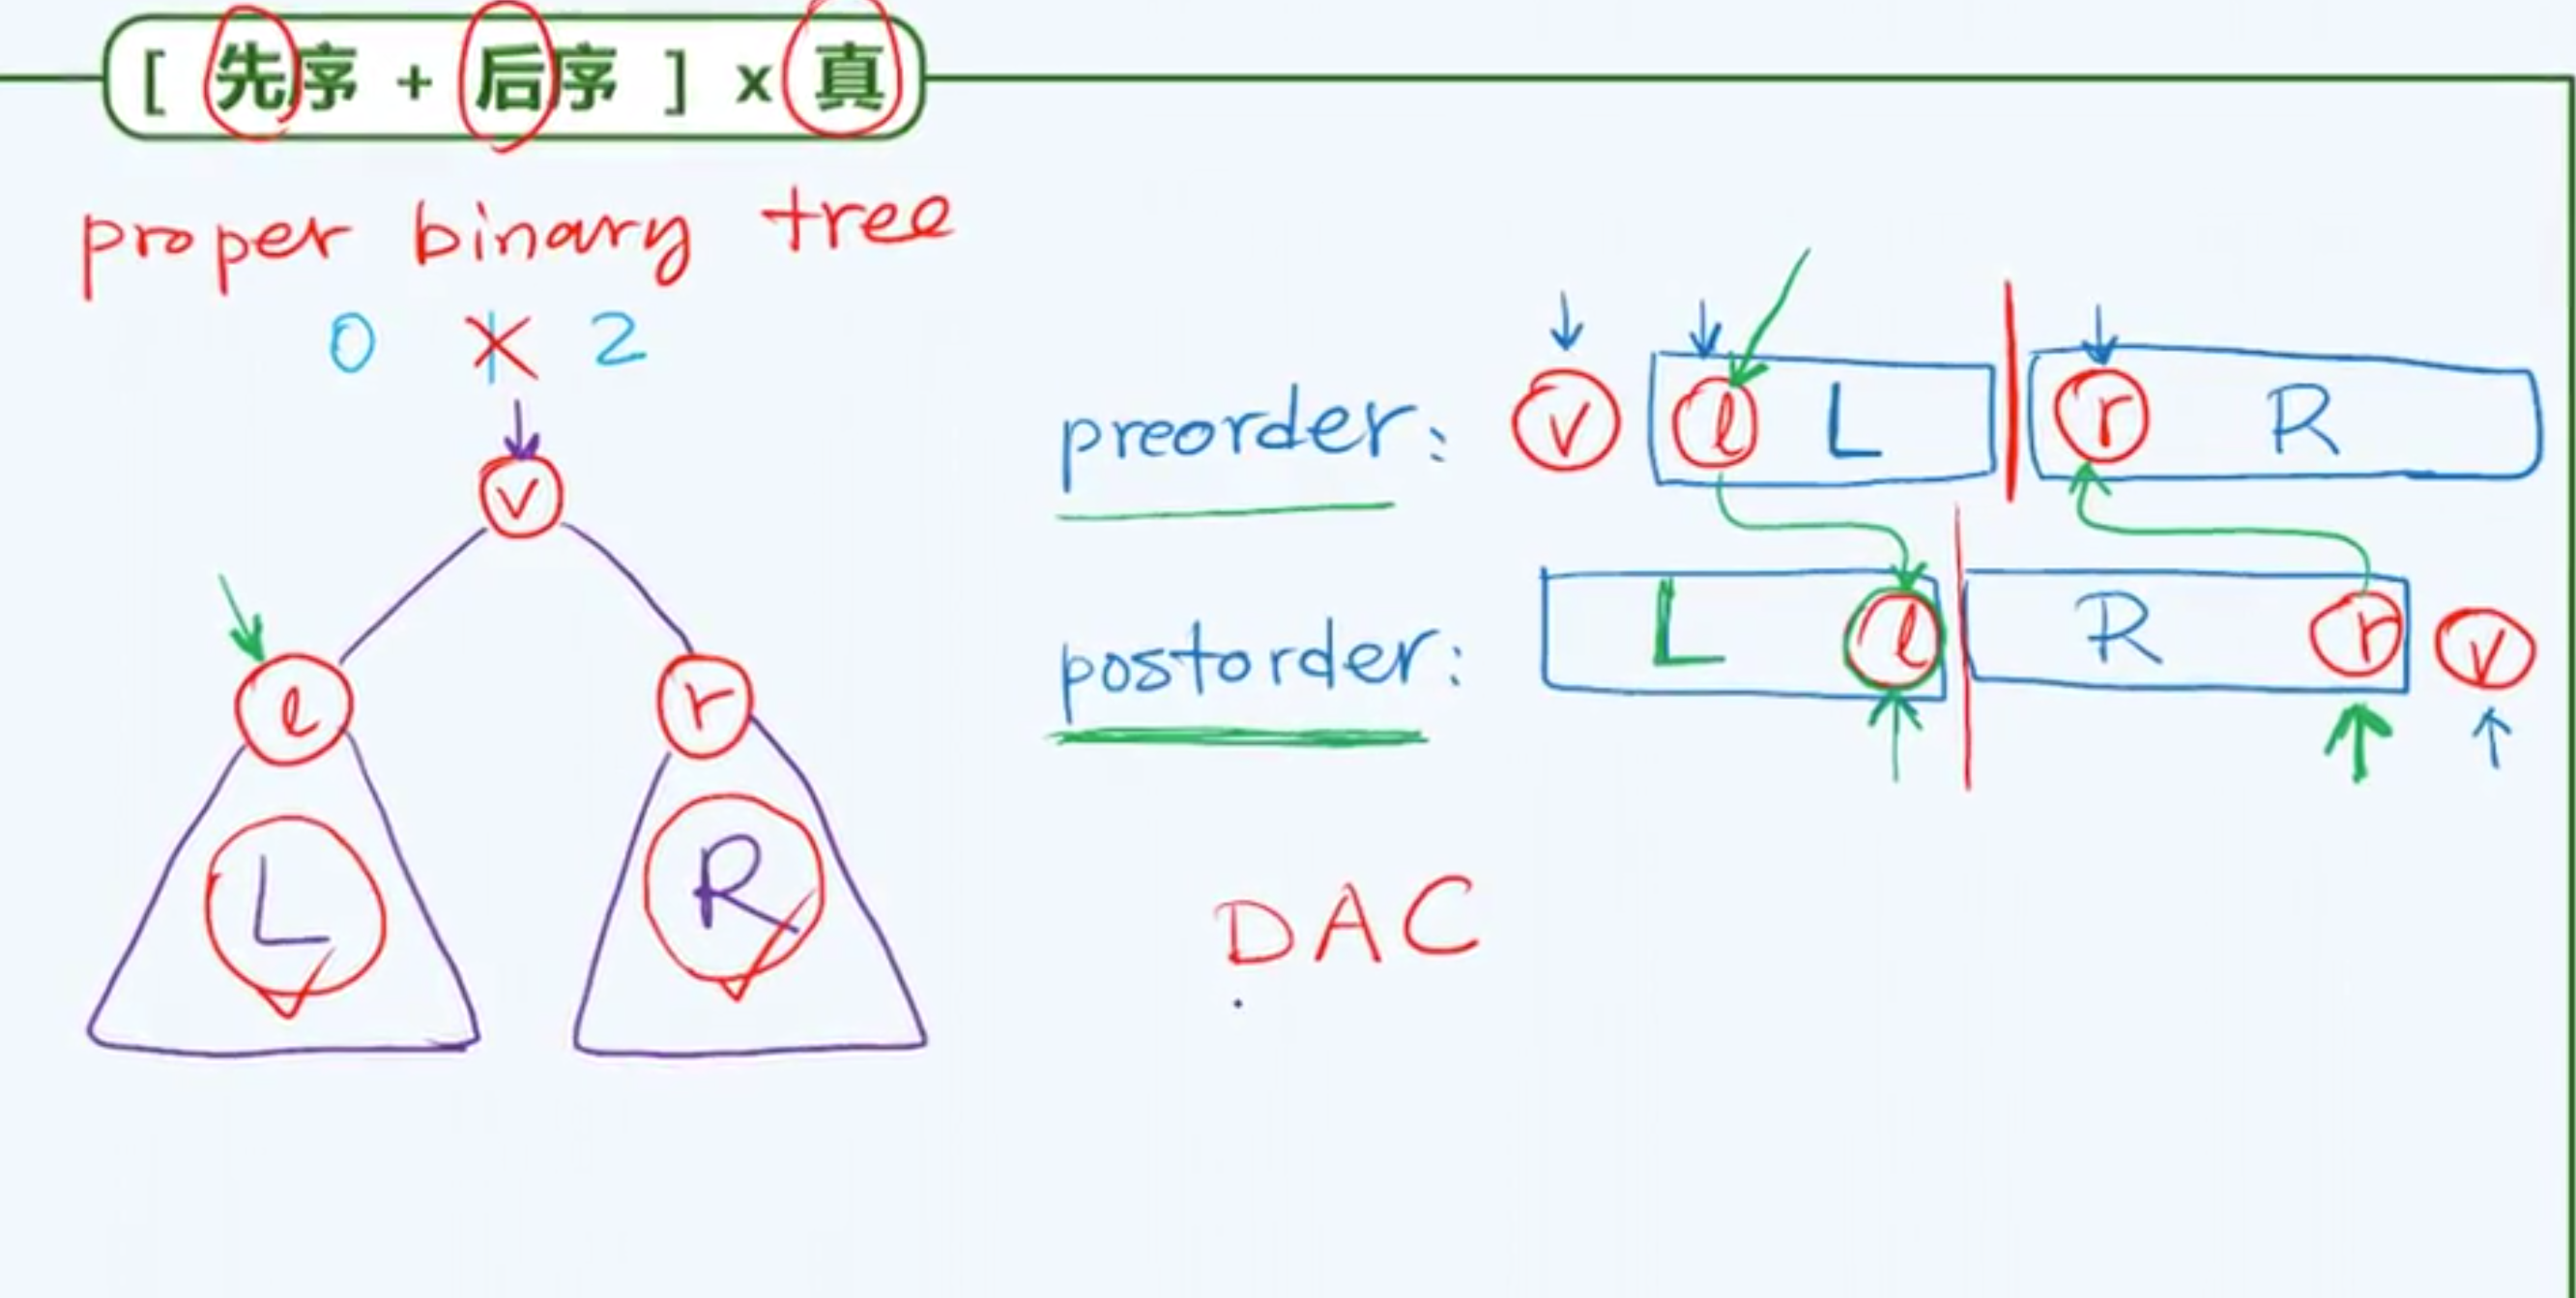 [ 先序 + 后序 ] x 真
proper binary tree
0 1 2
v
l r
L R
preorder: v l L r R
postorder: L l R r v
DAC